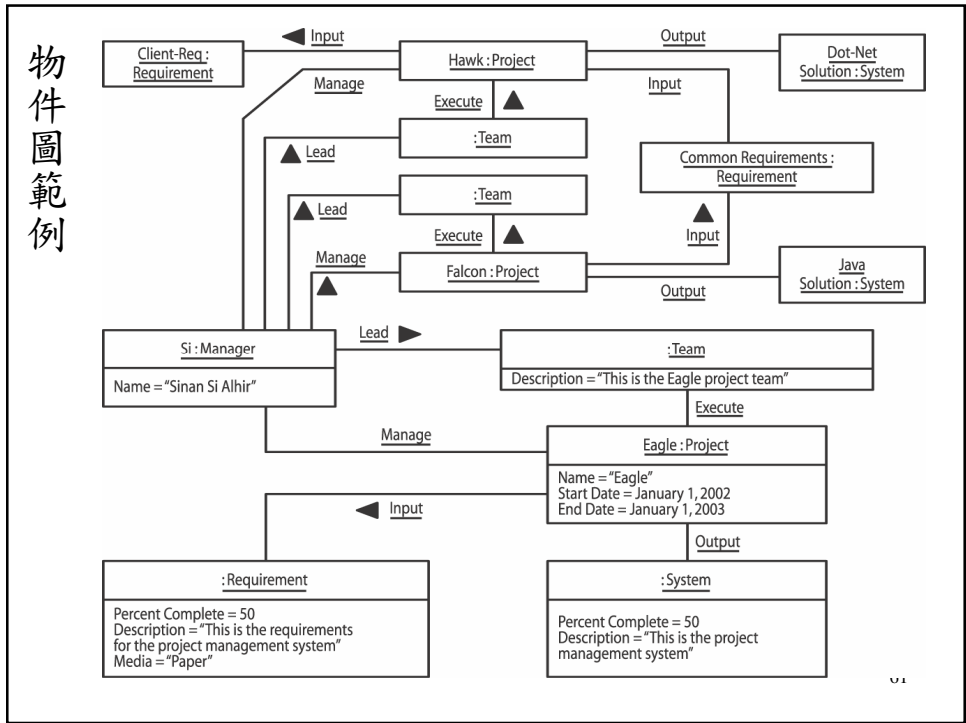 物件圖範例
Input
Output
Client-Req :
Requirement
Hawk : Project
Dot-Net
Solution : System
Manage
Input
Execute
:Team
Lead
Common Requirements :
Requirement
:Team
Lead
Execute
Input
Manage
Falcon : Project
Java
Solution : System
Output
Lead
Si : Manager
:Team
Name = “Sinan Si Alhir”
Description = “This is the Eagle project team”
Execute
Manage
Eagle : Project
Name = “Eagle”
Start Date = January 1, 2002
End Date = January 1, 2003
Input
Output
:Requirement
:System
Percent Complete = 50
Description = “This is the requirements
for the project management system”
Media = “Paper”
Percent Complete = 50
Description = “This is the project
management system”